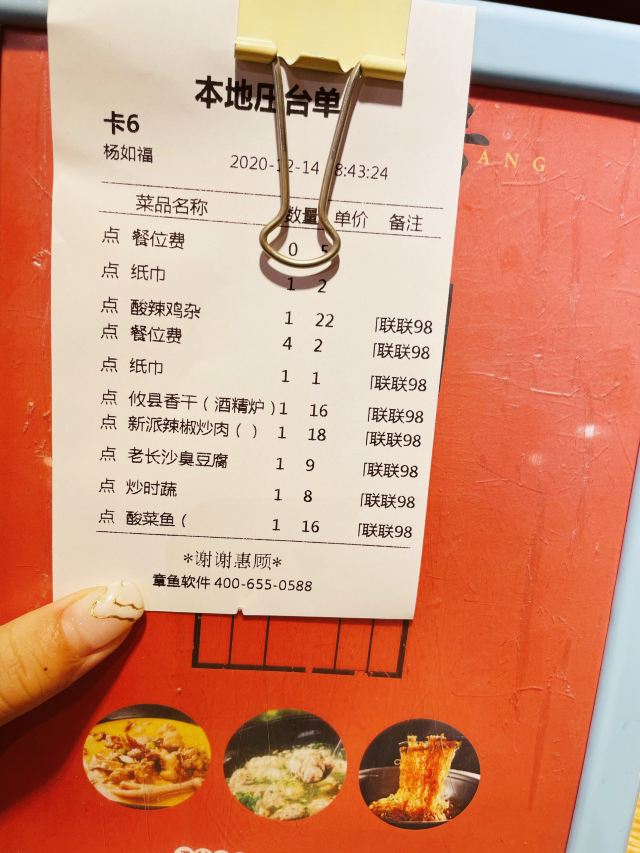 本地压台单
卡6
杨如福
2020-12-14 8:43:24
菜品名称 数量 单价 备注
点 餐位费 0 5
点 纸巾 1 2
点 酸辣鸡杂 1 22 「联联98
点 餐位费 4 2 「联联98
点 纸巾 1 1 「联联98
点 攸县香干（酒精炉）1 16 「联联98
点 新派辣椒炒肉（ ） 1 18 「联联98
点 老长沙臭豆腐 1 9 「联联98
点 炒时蔬 1 8 「联联98
点 酸菜鱼（ 1 16 「联联98
*谢谢惠顾*
章鱼软件 400-655-0588
ANG